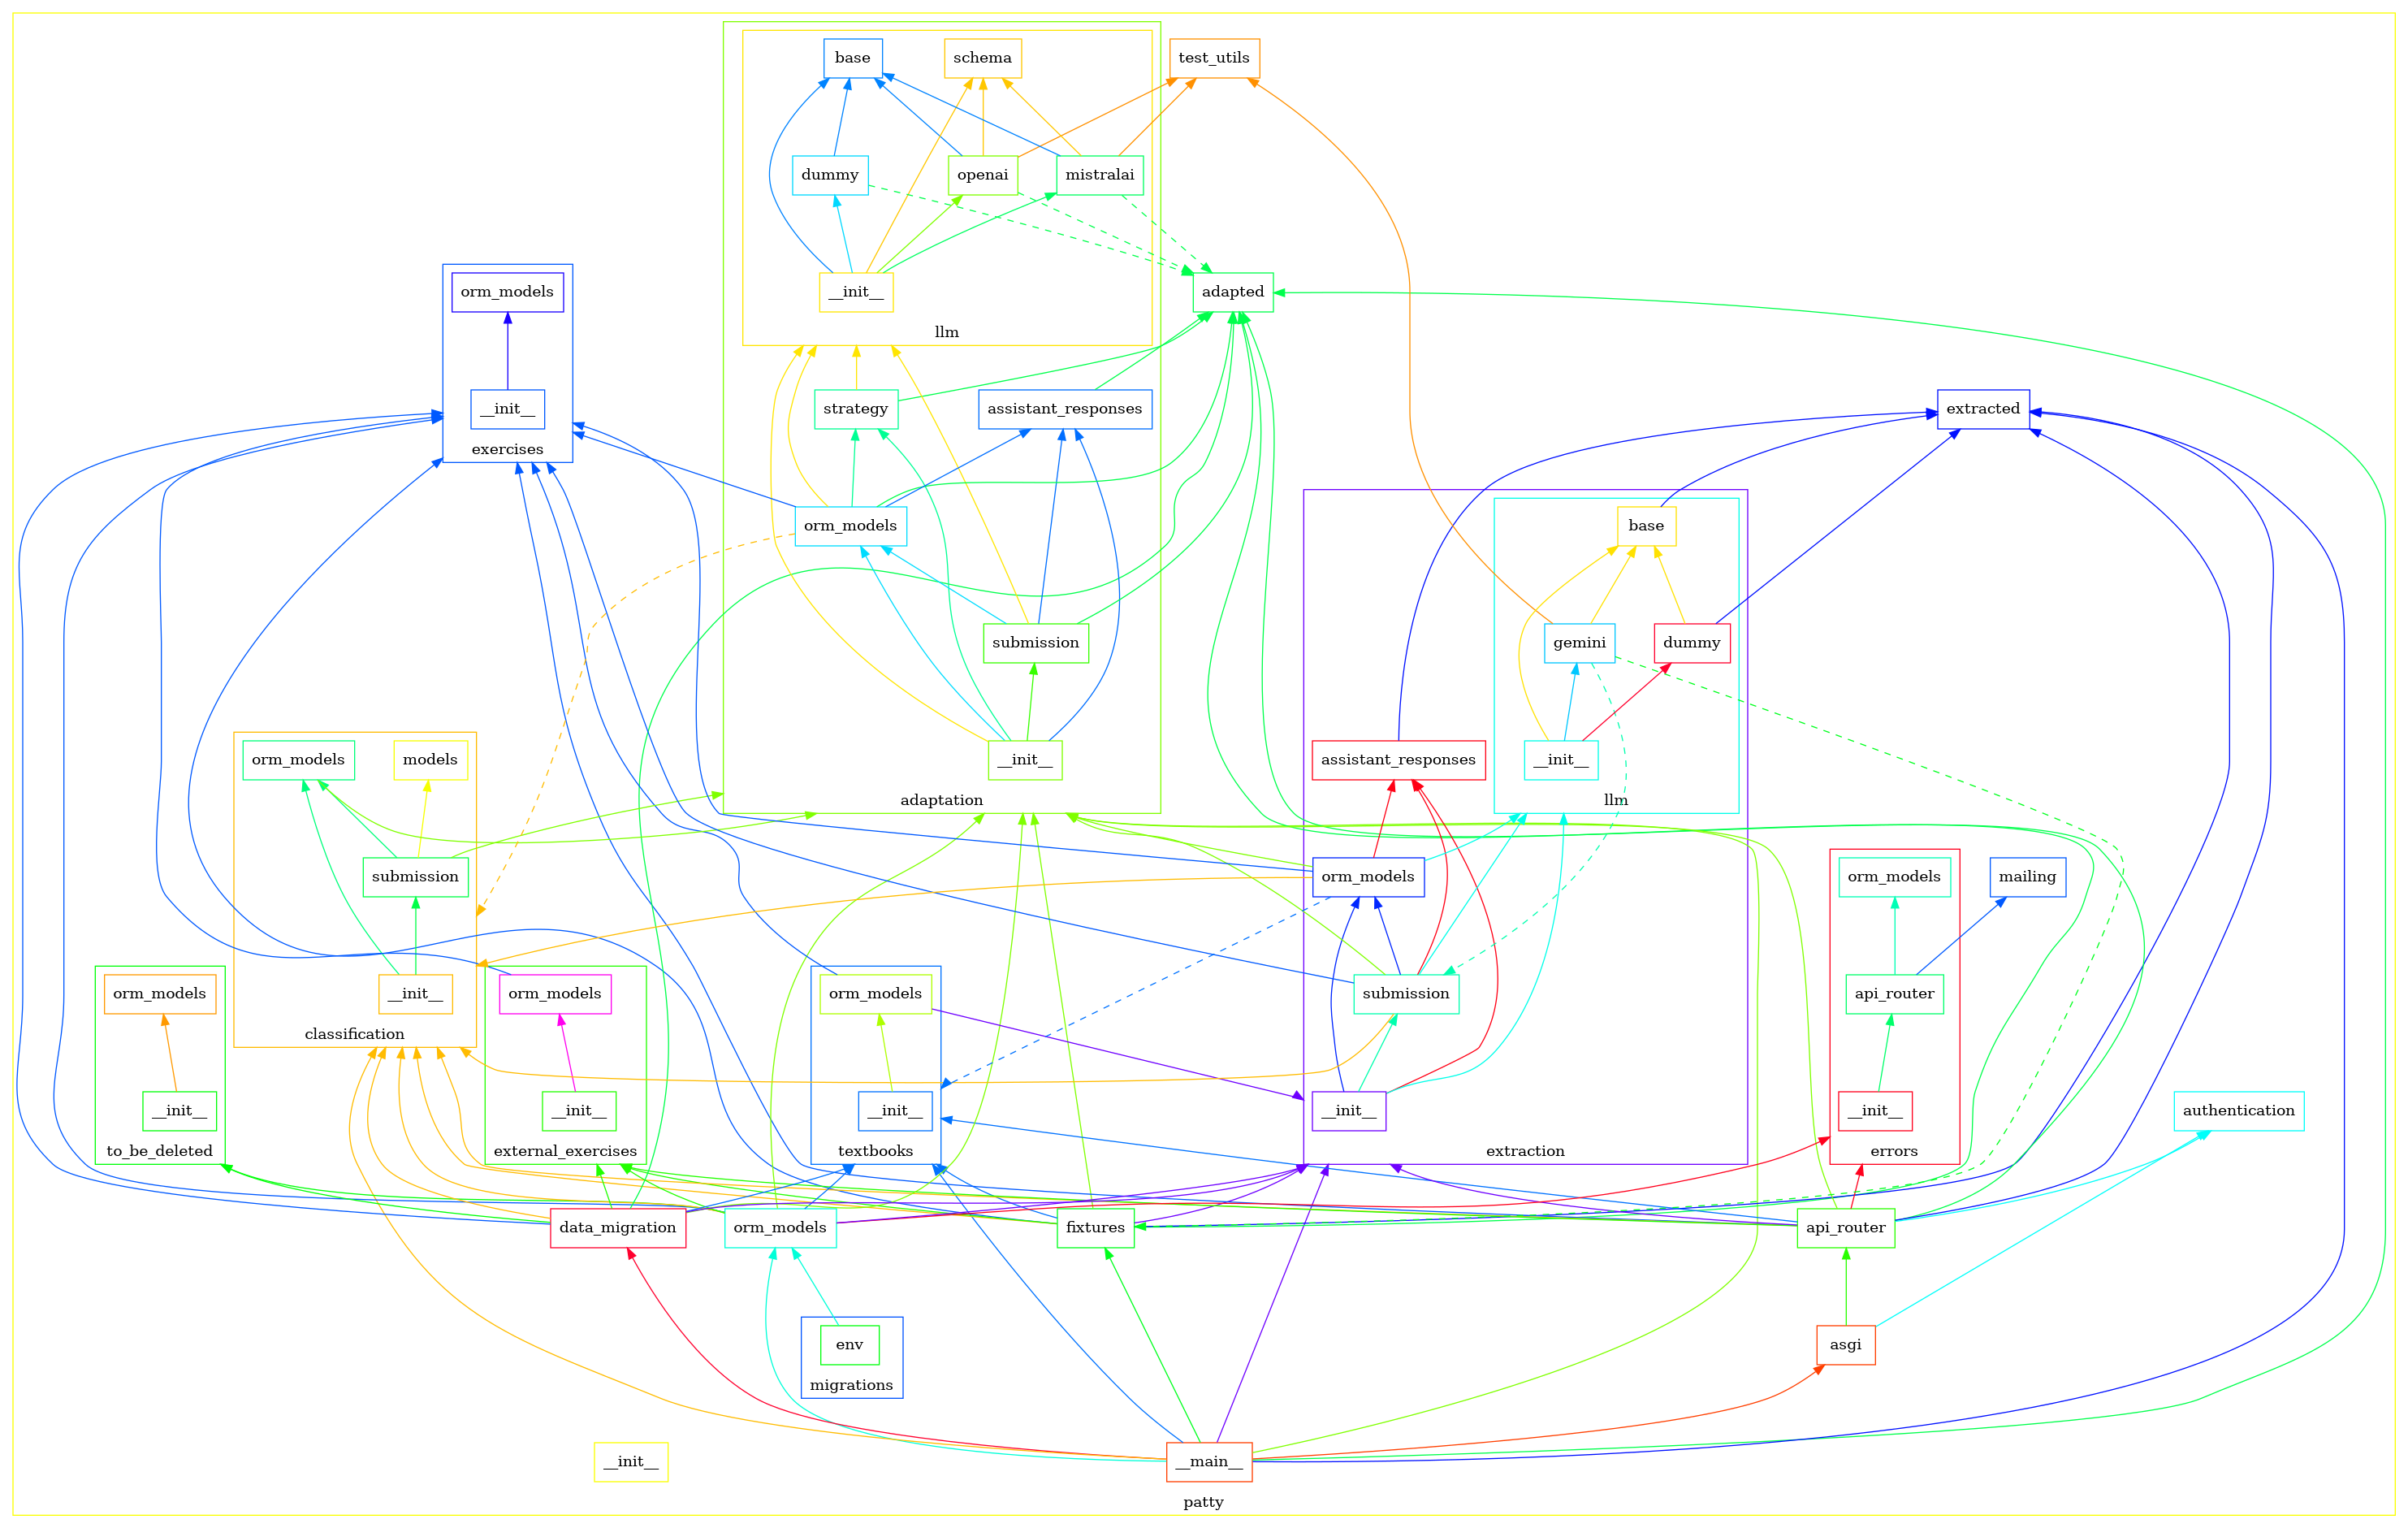 base
schema
test_utils
dummy
openai
mistralai
orm_models
__init__
adapted
llm
__init__
strategy
assistant_responses
extracted
exercises
orm_models
base
submission
gemini
dummy
orm_models
models
__init__
assistant_responses
__init__
adaptation
llm
submission
orm_models
orm_models
mailing
orm_models
__init__
orm_models
orm_models
submission
api_router
classification
__init__
__init__
__init__
__init__
__init__
authentication
to_be_deleted
external_exercises
textbooks
extraction
errors
data_migration
orm_models
fixtures
api_router
env
asgi
migrations
__init__
__main__
patty